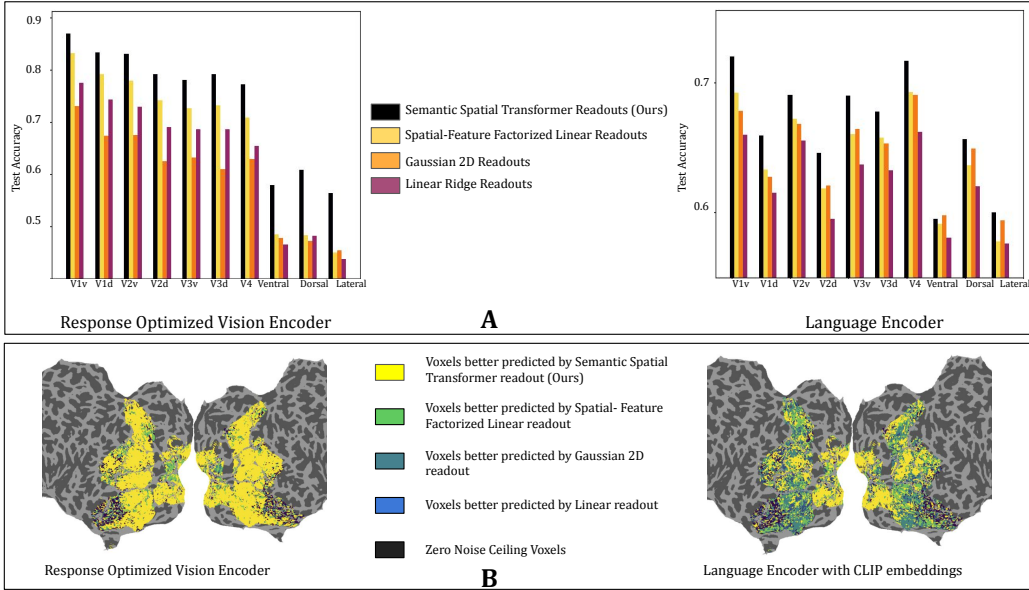 0.9
0.8
0.7
0.6
0.5
Test Accuracy
V1v V1d V2v V2d V3v V3d V4 Ventral Dorsal Lateral
Response Optimized Vision Encoder
Semantic Spatial Transformer Readouts (Ours)
Spatial-Feature Factorized Linear Readouts
Gaussian 2D Readouts
Linear Ridge Readouts
A
0.7
0.6
Test Accuracy
V1v V1d V2v V2d V3v V3d V4 Ventral Dorsal Lateral
Language Encoder
Voxels better predicted by Semantic Spatial
Transformer readout (Ours)
Voxels better predicted by Spatial- Feature
Factorized Linear readout
Voxels better predicted by Gaussian 2D
readout
Voxels better predicted by Linear readout
Zero Noise Ceiling Voxels
Response Optimized Vision Encoder
B
Language Encoder with CLIP embeddings